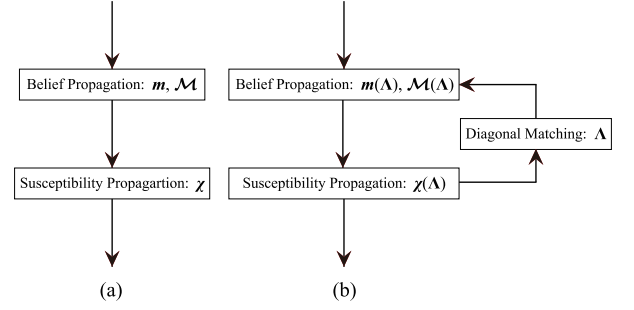 Belief Propagation: m, ℳ
Belief Propagation: m(Λ), ℳ(Λ)
Diagonal Matching: Λ
Susceptibility Propagartion: χ
Susceptibility Propagation: χ(Λ)
(a)
(b)